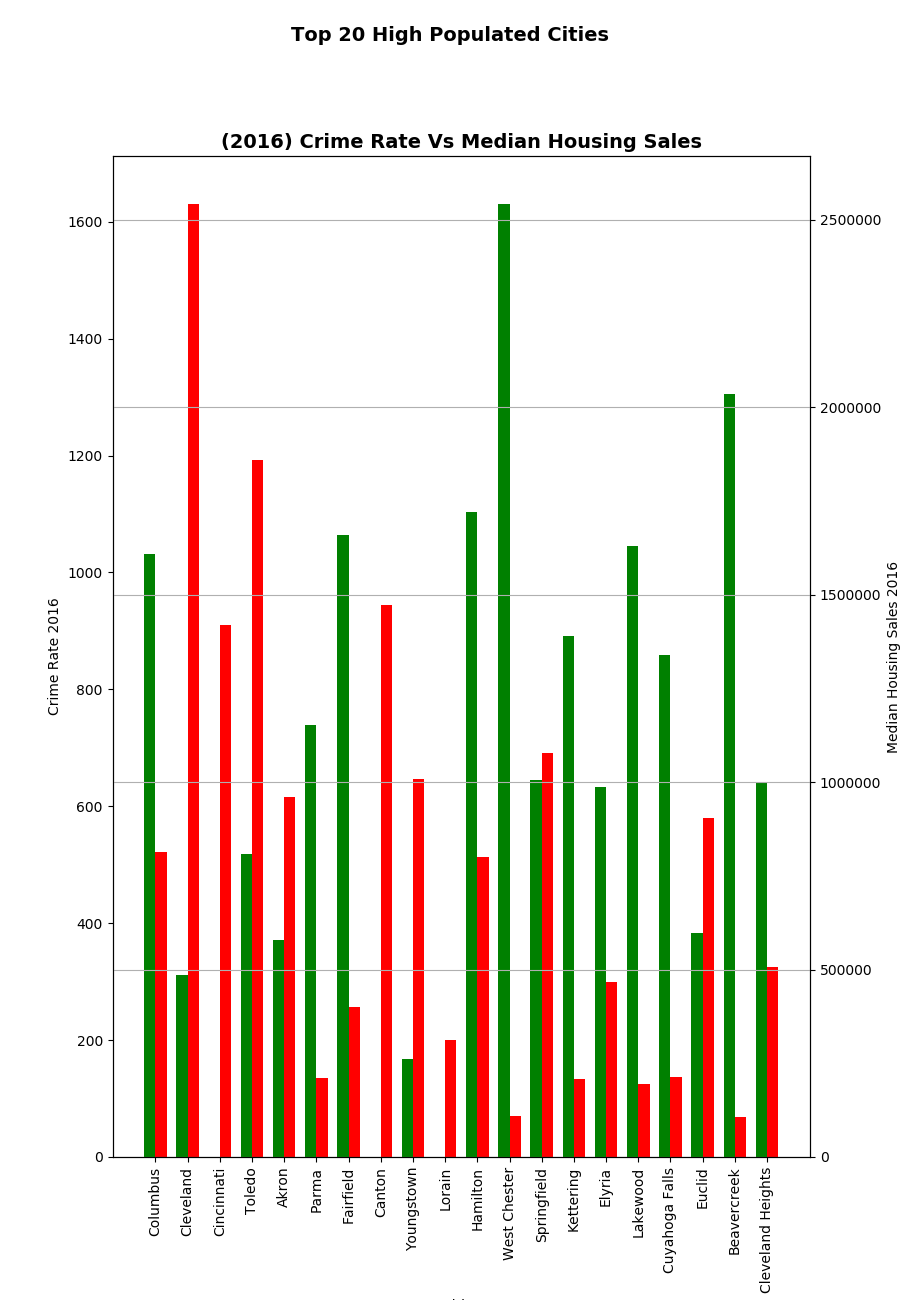 Top 20 High Populated Cities
(2016) Crime Rate Vs Median Housing Sales
1600
1400
1200
1000
800
600
400
200
0
Crime Rate 2016
2500000
2000000
1500000
1000000
500000
0
Median Housing Sales 2016
Columbus
Cleveland
Cincinnati
Toledo
Akron
Parma
Fairfield
Canton
Youngstown
Lorain
Hamilton
West Chester
Springfield
Kettering
Elyria
Lakewood
Cuyahoga Falls
Euclid
Beavercreek
Cleveland Heights